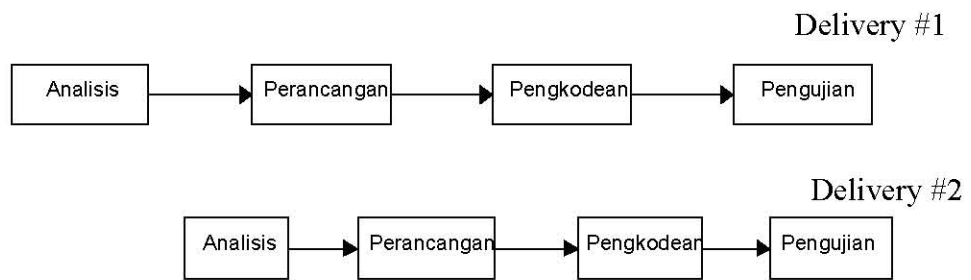 Delivery #1
Analisis Perancangan Pengkodean Pengujian
Delivery #2
Analisis Perancangan Pengkodean Pengujian